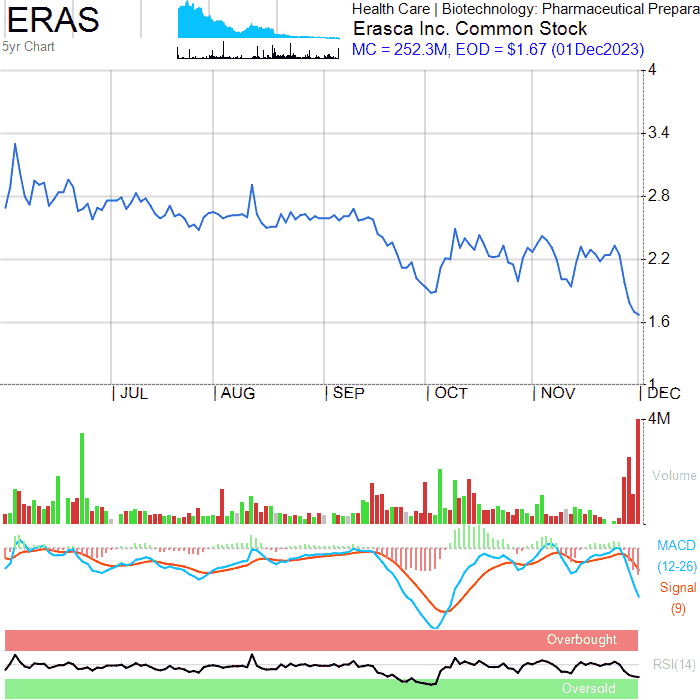 ERAS
5yr Chart
Health Care | Biotechnology: Pharmaceutical Prepara
Erasca Inc. Common Stock
MC = 252.3M, EOD = $1.67 (01Dec2023)
4
3.4
2.8
2.2
1.6
1
JUL
AUG
SEP
OCT
NOV
DEC
4M
Volume
MACD
(12-26)
Signal
(9)
Overbought
RSI(14)
Oversold